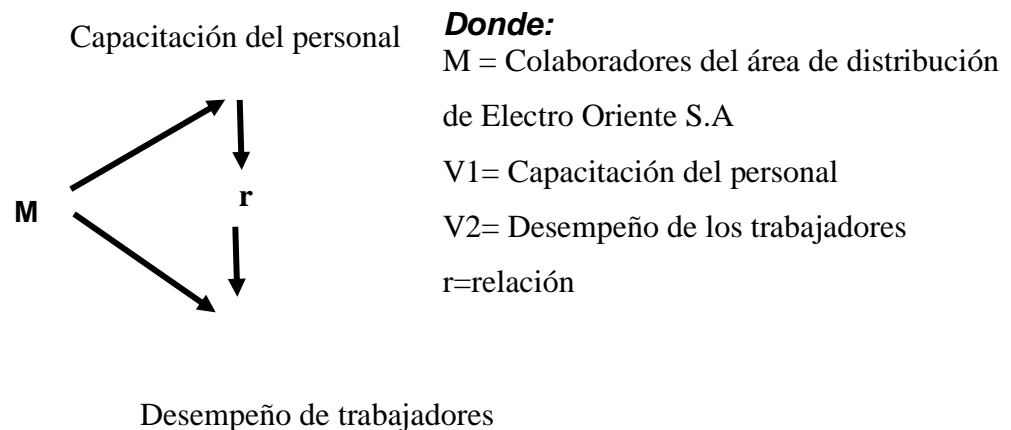 Capacitación del personal
Donde:
M = Colaboradores del área de distribución
de Electro Oriente S.A
V1= Capacitación del personal
V2= Desempeño de los trabajadores
r=relación
M
r
Desempeño de trabajadores